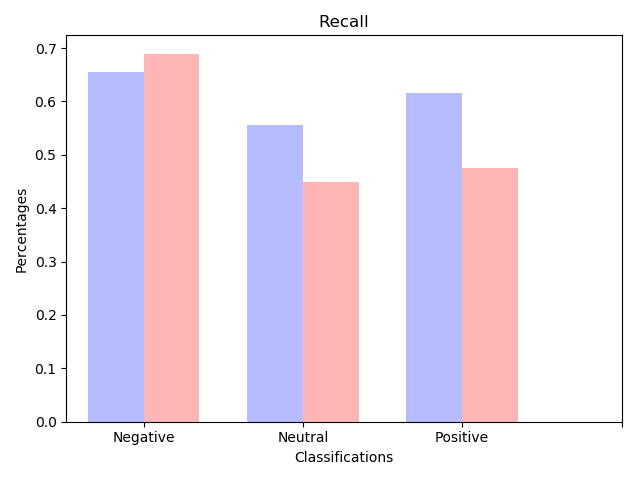 Recall
0.7
0.6
0.5
0.4
0.3
0.2
0.1
0.0
Percentages
Negative Neutral Positive
Classifications